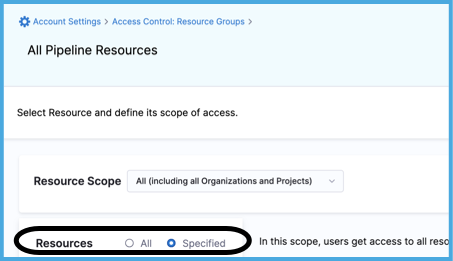 Account Settings > Access Control: Resource Groups >
All Pipeline Resources
Select Resource and define its scope of access.
Resource Scope All (including all Organizations and Projects)
Resources All Specified In this scope, users get access to all reso